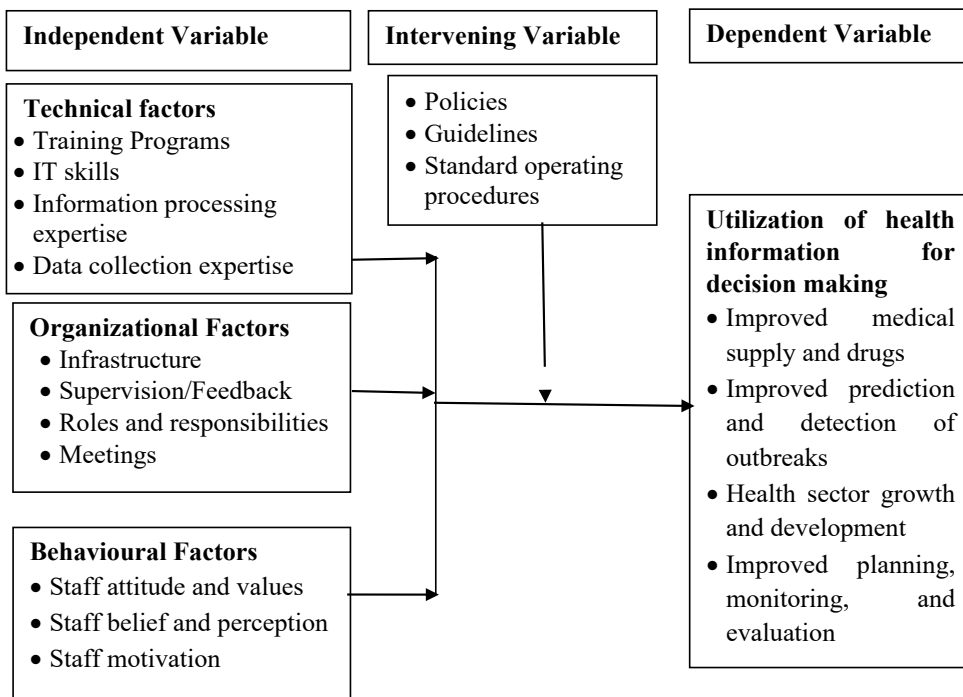 Independent Variable
Intervening Variable
Dependent Variable
Technical factors
• Training Programs
• IT skills
• Information processing
expertise
• Data collection expertise
Organizational Factors
• Infrastructure
• Supervision/Feedback
• Roles and responsibilities
• Meetings
Behavioural Factors
• Staff attitude and values
• Staff belief and perception
• Staff motivation
• Policies
• Guidelines
• Standard operating
procedures
Utilization of health
information for
decision making
• Improved medical
supply and drugs
• Improved prediction
and detection of
outbreaks
• Health sector growth
and development
• Improved planning,
monitoring, and
evaluation